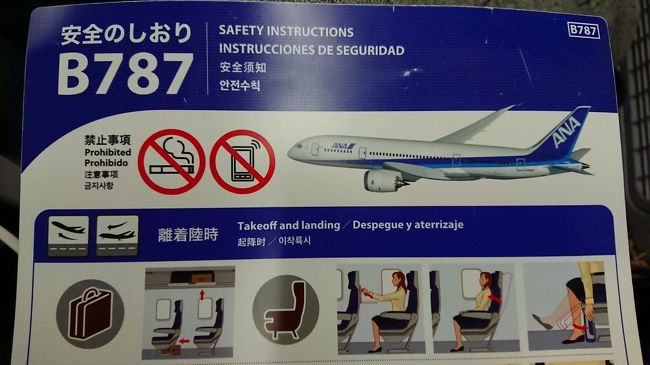 安全のしおり
B787
SAFETY INSTRUCTIONS
INSTRUCCIONES DE SEGURIDAD
安全须知
안전수칙
B787
禁止事項
Prohibited
Prohibido
注意事項
금지사항
ANA
ANA
離着陸時
Takeoff and landing / Despegue y aterrizaje
起降时 / 이착륙시